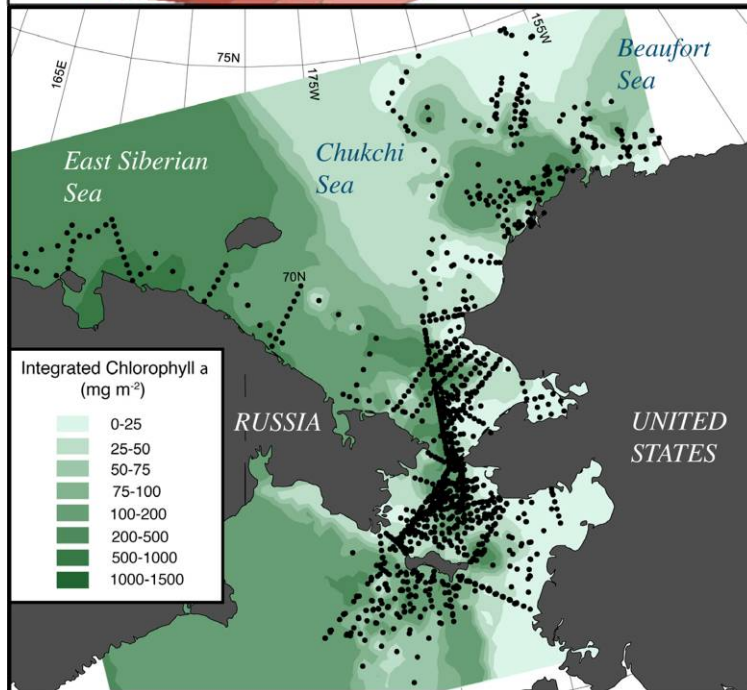 155W
Beaufort
Sea
75N
165E
175W
East Siberian
Sea
Chukchi
Sea
70N
Integrated Chlorophyll a
(mg m-2)
0-25
25-50
50-75
75-100
100-200
200-500
500-1000
1000-1500
RUSSIA
UNITED
STATES